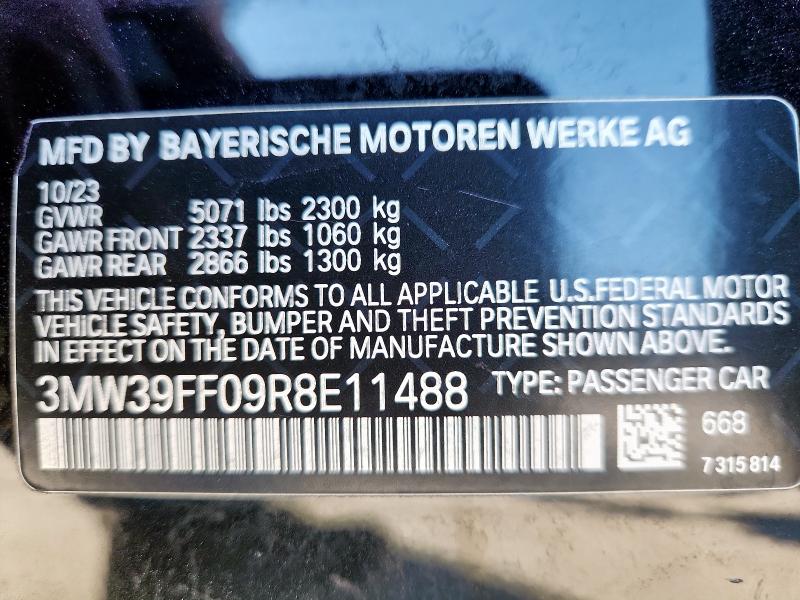 MFD BY BAYERISCHE MOTOREN WERKE AG
10/23
GVWR 5071 lbs 2300 kg
GAWR FRONT 2337 lbs 1060 kg
GAWR REAR 2866 lbs 1300 kg
THIS VEHICLE CONFORMS TO ALL APPLICABLE U.S.FEDERAL MOTOR
VEHICLE SAFETY, BUMPER AND THEFT PREVENTION STANDARDS
IN EFFECT ON THE DATE OF MANUFACTURE SHOWN ABOVE.
3MW39FF09R8E11488 TYPE: PASSENGER CAR
668
7 315 814